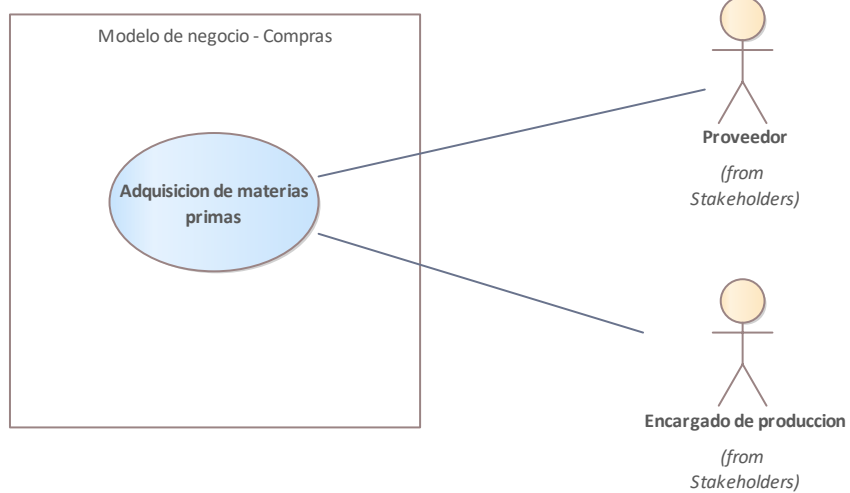 Modelo de negocio - Compras
Adquisicion de materias
primas
Proveedor
(from
Stakeholders)
Encargado de produccion
(from
Stakeholders)